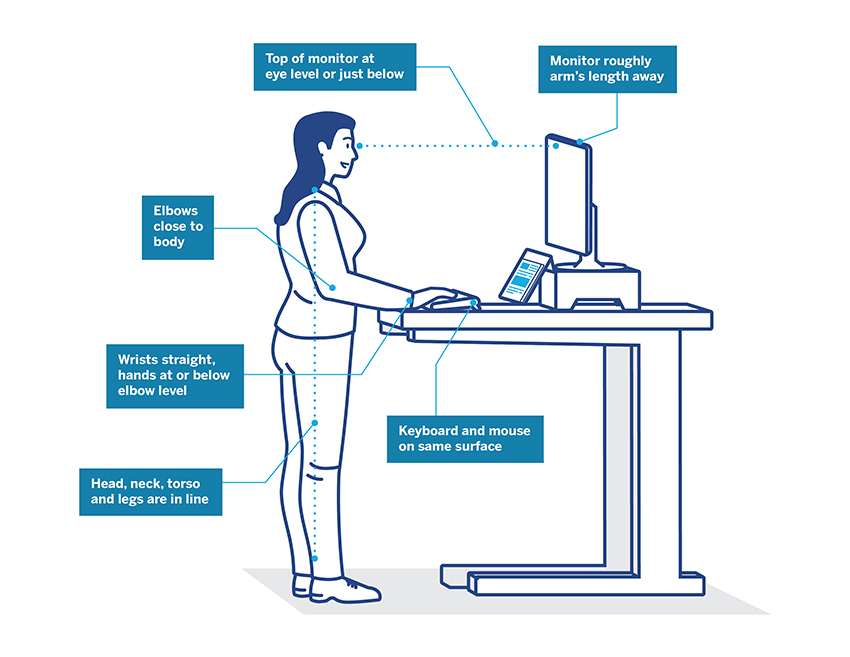 Top of monitor at
eye level or just below
Monitor roughly
arm's length away
Elbows
close to
body
Wrists straight,
hands at or below
elbow level
Keyboard and mouse
on same surface
Head, neck, torso
and legs are in line